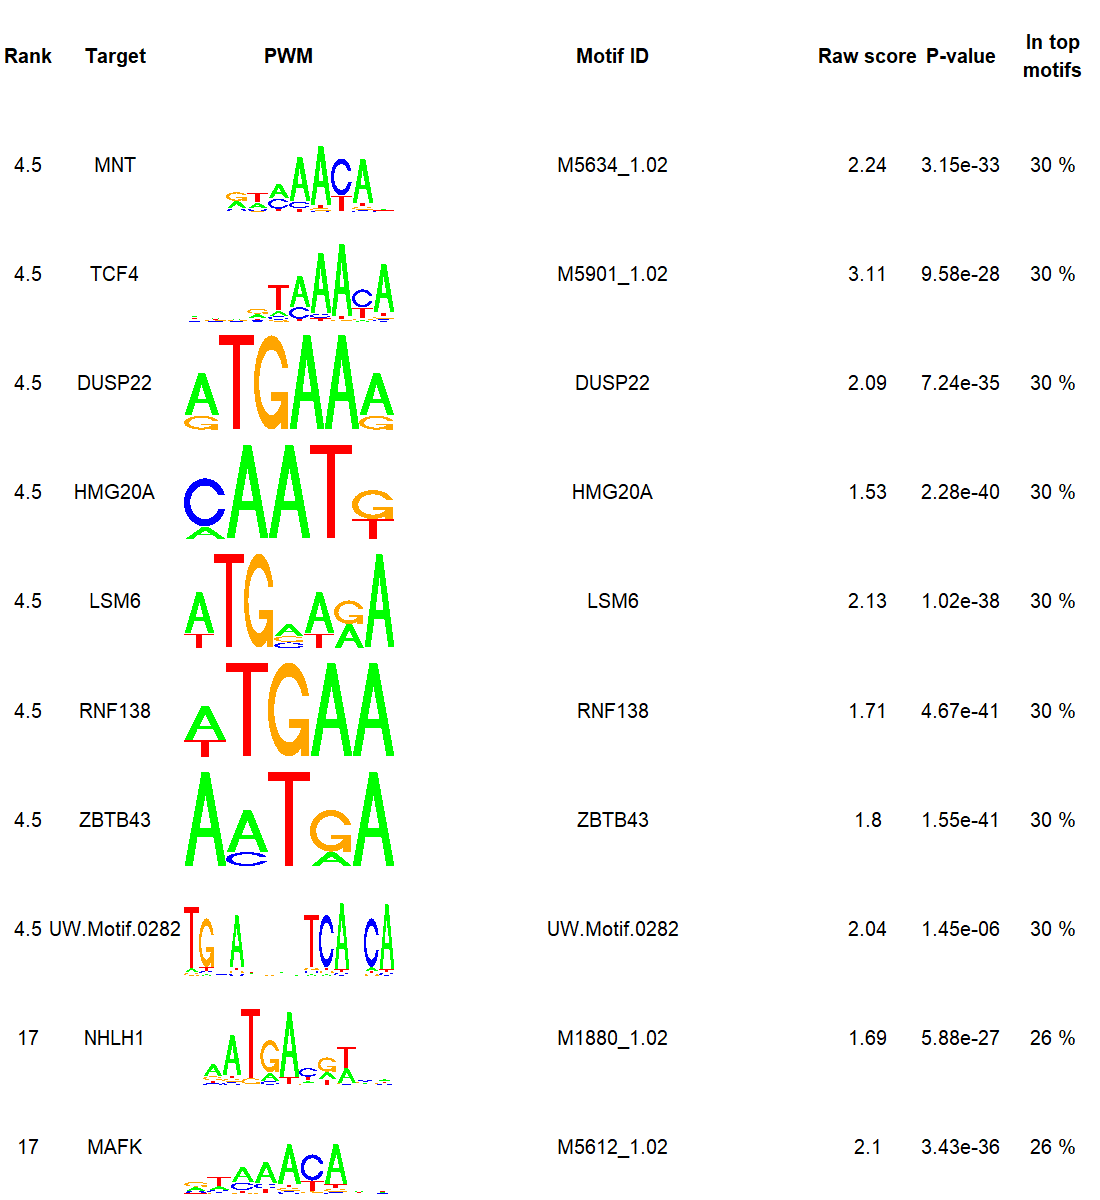 Rank Target PWM Motif ID Raw score P-value In top motifs
4.5 MNT M5634_1.02 2.24 3.15e-33 30 %
4.5 TCF4 M5901_1.02 3.11 9.58e-28 30 %
4.5 DUSP22 DUSP22 2.09 7.24e-35 30 %
4.5 HMG20A HMG20A 1.53 2.28e-40 30 %
4.5 LSM6 LSM6 2.13 1.02e-38 30 %
4.5 RNF138 RNF138 1.71 4.67e-41 30 %
4.5 ZBTB43 ZBTB43 1.8 1.55e-41 30 %
4.5 UW.Motif.0282 UW.Motif.0282 2.04 1.45e-06 30 %
17 NHLH1 M1880_1.02 1.69 5.88e-27 26 %
17 MAFK M5612_1.02 2.1 3.43e-36 26 %